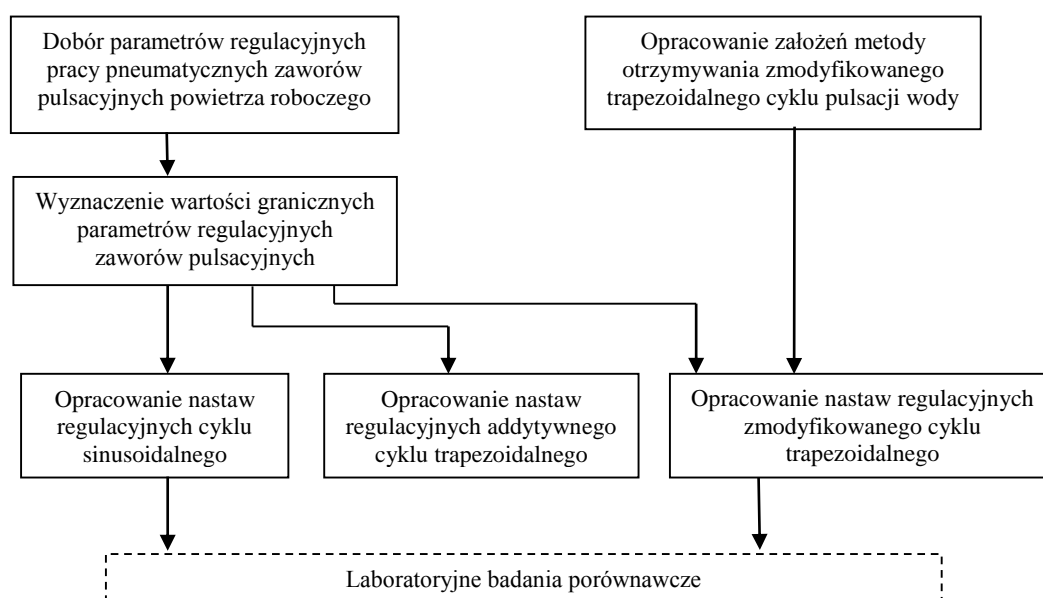 Dobór parametrów regulacyjnych
pracy pneumatycznych zaworów
pulsacyjnych powietrza roboczego
Opracowanie założeń metody
otrzymywania zmodyfikowanego
trapezoidalnego cyklu pulsacji wody
Wyznaczenie wartości granicznych
parametrów regulacyjnych
zaworów pulsacyjnych
Opracowanie nastaw
regulacyjnych cyklu
sinusoidalnego
Opracowanie nastaw
regulacyjnych addytywnego
cyklu trapezoidalnego
Opracowanie nastaw regulacyjnych
zmodyfikowanego cyklu
trapezoidalnego
Laboratoryjne badania porównawcze